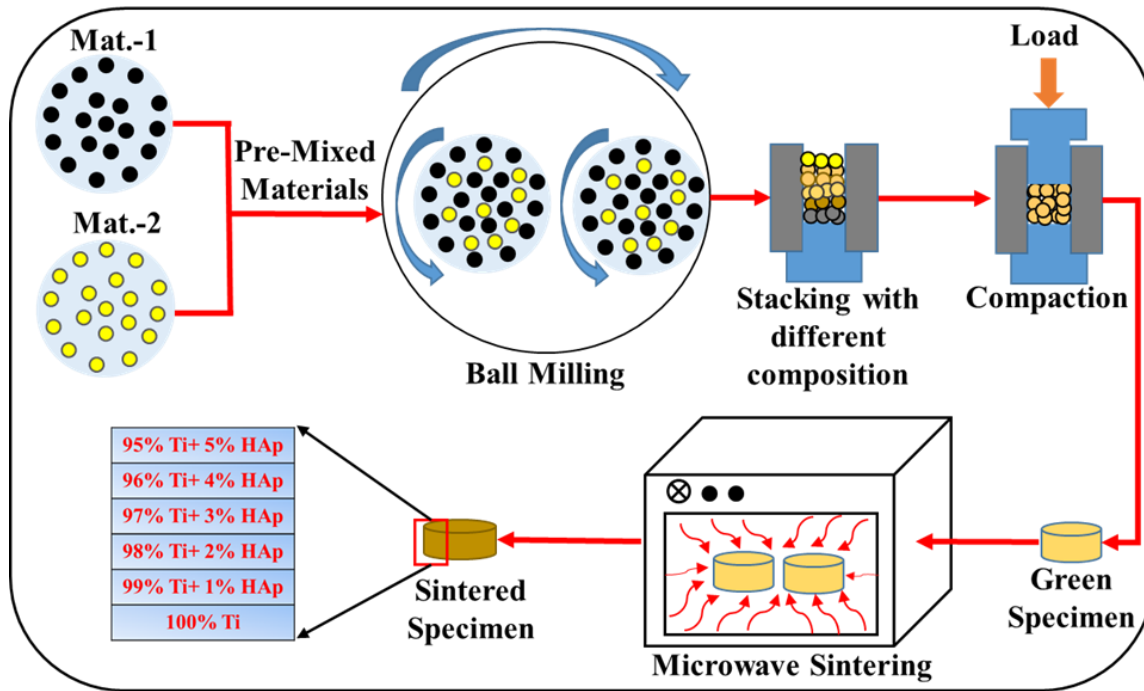 Mat.-1
Mat.-2
Pre-Mixed
Materials
Ball Milling
Stacking with
different
composition
Load
Compaction
Green
Specimen
Microwave Sintering
Sintered
Specimen
95% Ti+ 5% HAp
96% Ti+ 4% HAp
97% Ti+ 3% HAp
98% Ti+ 2% HAp
99% Ti+ 1% HAp
100% Ti